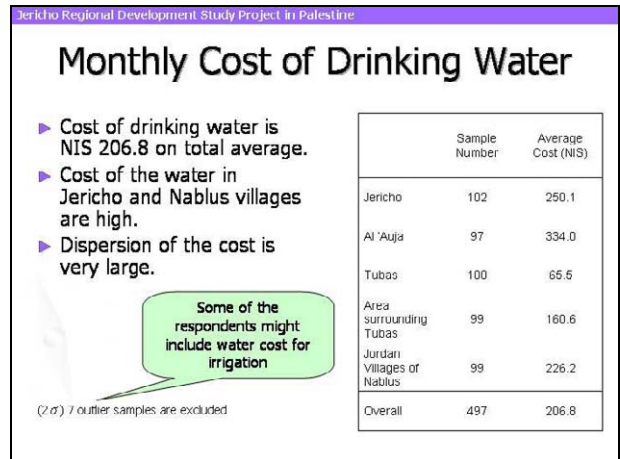 Jericho Regional Development Study Project in Palestine
Monthly Cost of Drinking Water
Cost of drinking water is
NIS 206.8 on total average.
Cost of the water in
Jericho and Nablus villages
are high.
Dispersion of the cost is
very large.
Some of the
respondents might
include water cost for
irrigation
(2σ) 7 outlier samples are excluded
Sample Average
Number Cost (NIS)
Jericho 102 250.1
Al 'Auja 97 334.0
Tubas 100 65.5
Area
surrounding 99 160.6
Tubas
Jordan
Villages of 99 226.2
Nablus
Overall 497 206.8